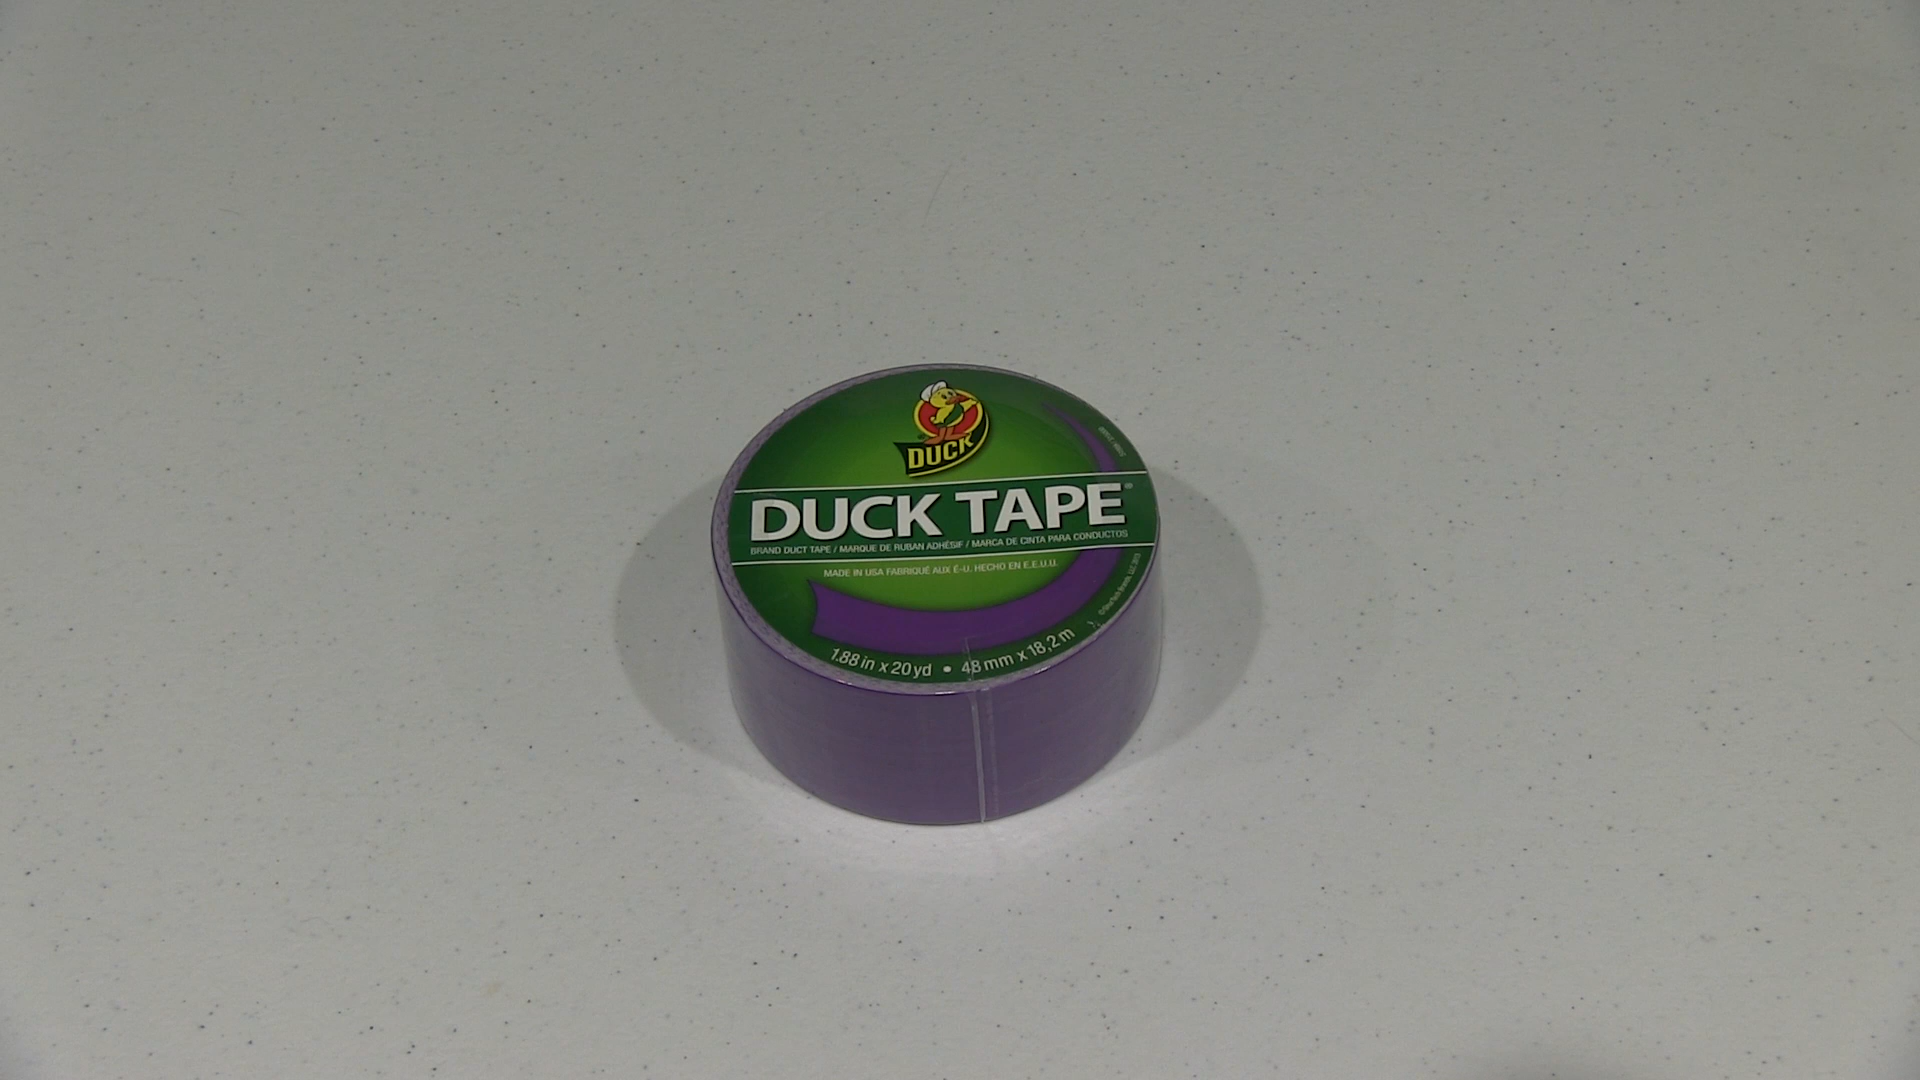 DUCK
DUCK TAPE®
BRAND DUCT TAPE / MARQUE DE RUBAN ADHÉSIF / MARCA DE CINTA PARA CONDUCTOS
MADE IN USA FABRIQUÉ AUX É-U. HECHO EN E.E.U.U.
1.88 in x 20 yd • 48 mm x 18,2 m